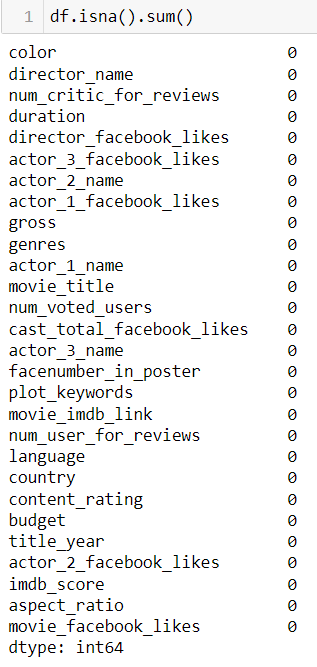 1 df.isna().sum()
color 0
director_name 0
num_critic_for_reviews 0
duration 0
director_facebook_likes 0
actor_3_facebook_likes 0
actor_2_name 0
actor_1_facebook_likes 0
gross 0
genres 0
actor_1_name 0
movie_title 0
num_voted_users 0
cast_total_facebook_likes 0
actor_3_name 0
facenumber_in_poster 0
plot_keywords 0
movie_imdb_link 0
num_user_for_reviews 0
language 0
country 0
content_rating 0
budget 0
title_year 0
actor_2_facebook_likes 0
imdb_score 0
aspect_ratio 0
movie_facebook_likes 0
dtype: int64